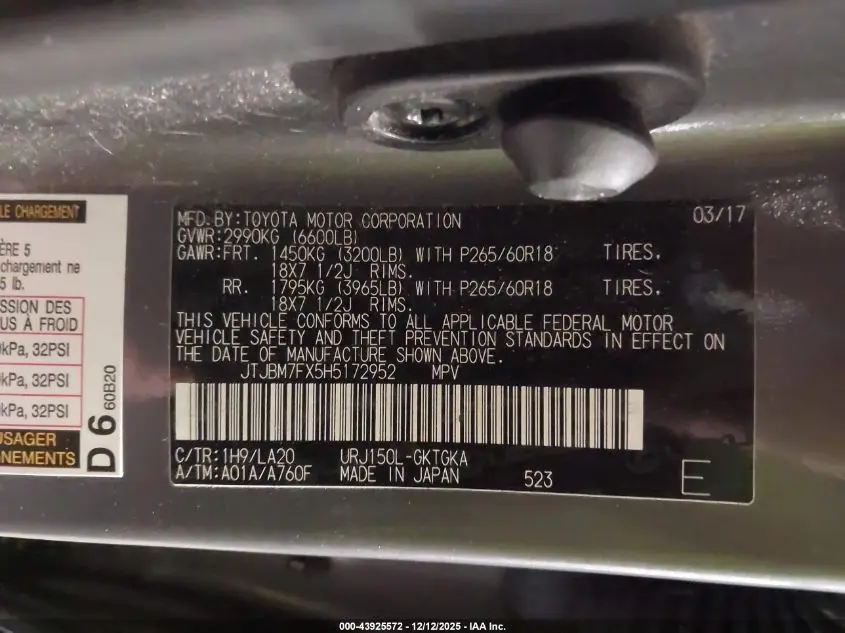 LE CHARGEMENT
ÈRE 5
chargement ne
5 lb.
SSION DES
US À FROID
kPa, 32PSI
kPa, 32PSI
kPa, 32PSI
USAGER
GNEMENTS
D 6 60B20
MFD. BY: TOYOTA MOTOR CORPORATION 03/17
GVWR: 2990KG (6600LB)
GAWR: FRT. 1450KG (3200LB) WITH P265/60R18 TIRES.
18X7 1/2J RIMS.
RR. 1795KG (3965LB) WITH P265/60R18 TIRES.
18X7 1/2J RIMS.
THIS VEHICLE CONFORMS TO ALL APPLICABLE FEDERAL MOTOR
VEHICLE SAFETY AND THEFT PREVENTION STANDARDS IN EFFECT ON
THE DATE OF MANUFACTURE SHOWN ABOVE.
JTJBM7FX5H5172952 MPV
C/TR: 1H9/LA20 URJ150L-GKTGKA
A/TM: A01A/A760F MADE IN JAPAN 523 E
000-43925572 - 12/12/2025 - IAA Inc.